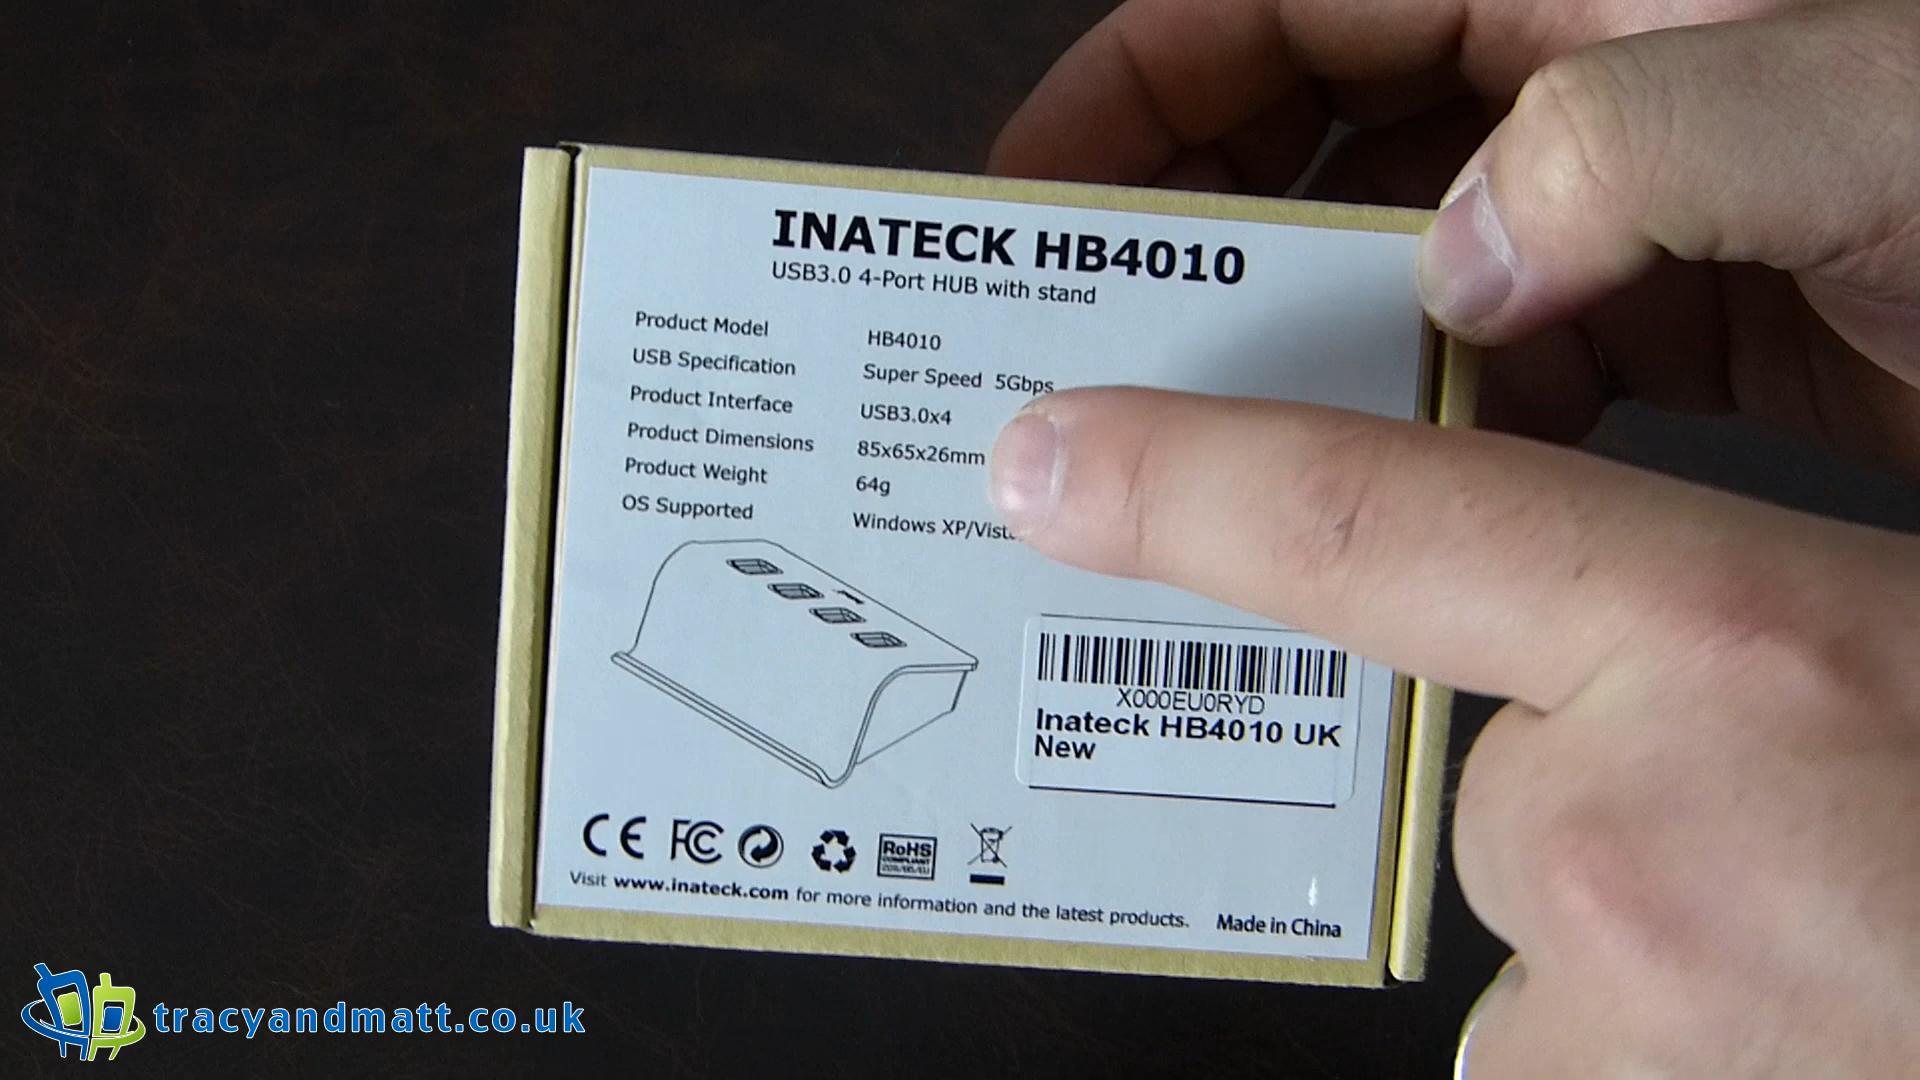 INATECK HB4010
USB3.0 4-Port HUB with stand
Product Model HB4010
USB Specification Super Speed 5Gbps
Product Interface USB3.0x4
Product Dimensions 85x65x26mm
Product Weight 64g
OS Supported Windows XP/Vist
X000EU0RYD
Inateck HB4010 UK
New
CE FC RoHS
COMPLIANT
Visit www.inateck.com for more information and the latest products. Made in China
tracyandmatt.co.uk